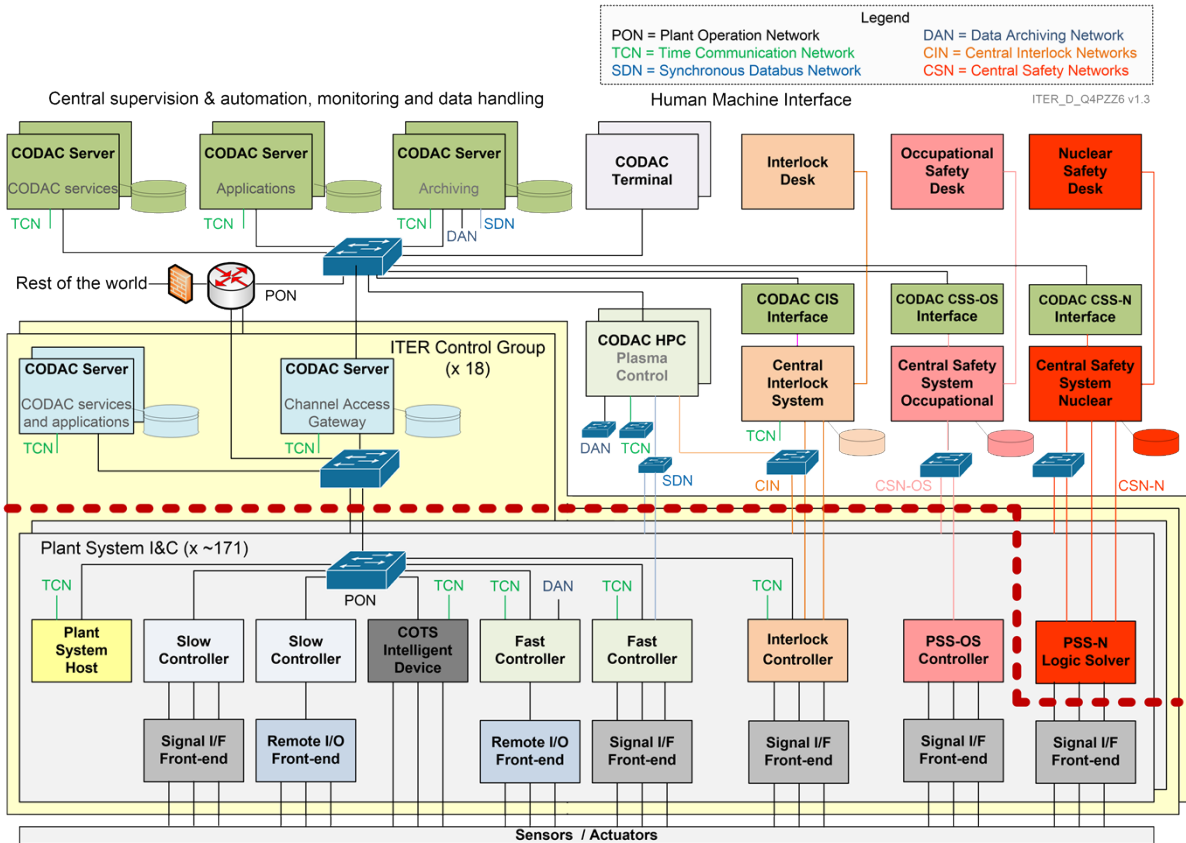 Legend
PON = Plant Operation Network
DAN = Data Archiving Network
TCN = Time Communication Network
CIN = Central Interlock Networks
SDN = Synchronous Databus Network
CSN = Central Safety Networks
Central supervision & automation, monitoring and data handling
Human Machine Interface
ITER_D_Q4PZZ6 v1.3
CODAC Server
CODAC services
TCN
CODAC Server
Applications
TCN
CODAC Server
Archiving
TCN
DAN
SDN
CODAC
Terminal
Interlock
Desk
Occupational
Safety
Desk
Nuclear
Safety
Desk
Rest of the world
PON
CODAC CIS
Interface
CODAC CSS-OS
Interface
CODAC CSS-N
Interface
ITER Control Group
(x 18)
CODAC Server
CODAC services
and applications
TCN
CODAC Server
Channel Access
Gateway
TCN
CODAC HPC
Plasma
Control
DAN
TCN
SDN
Central
Interlock
System
TCN
CIN
Central Safety
System
Occupational
CSN-OS
Central Safety
System
Nuclear
CSN-N
Plant System I&C (x ~171)
PON
TCN
Plant
System
Host
Slow
Controller
Slow
Controller
TCN
COTS
Intelligent
Device
TCN
DAN
Fast
Controller
TCN
Fast
Controller
TCN
Interlock
Controller
PSS-OS
Controller
PSS-N
Logic Solver
Signal I/F
Front-end
Remote I/O
Front-end
Remote I/O
Front-end
Signal I/F
Front-end
Signal I/F
Front-end
Signal I/F
Front-end
Signal I/F
Front-end
Sensors / Actuators